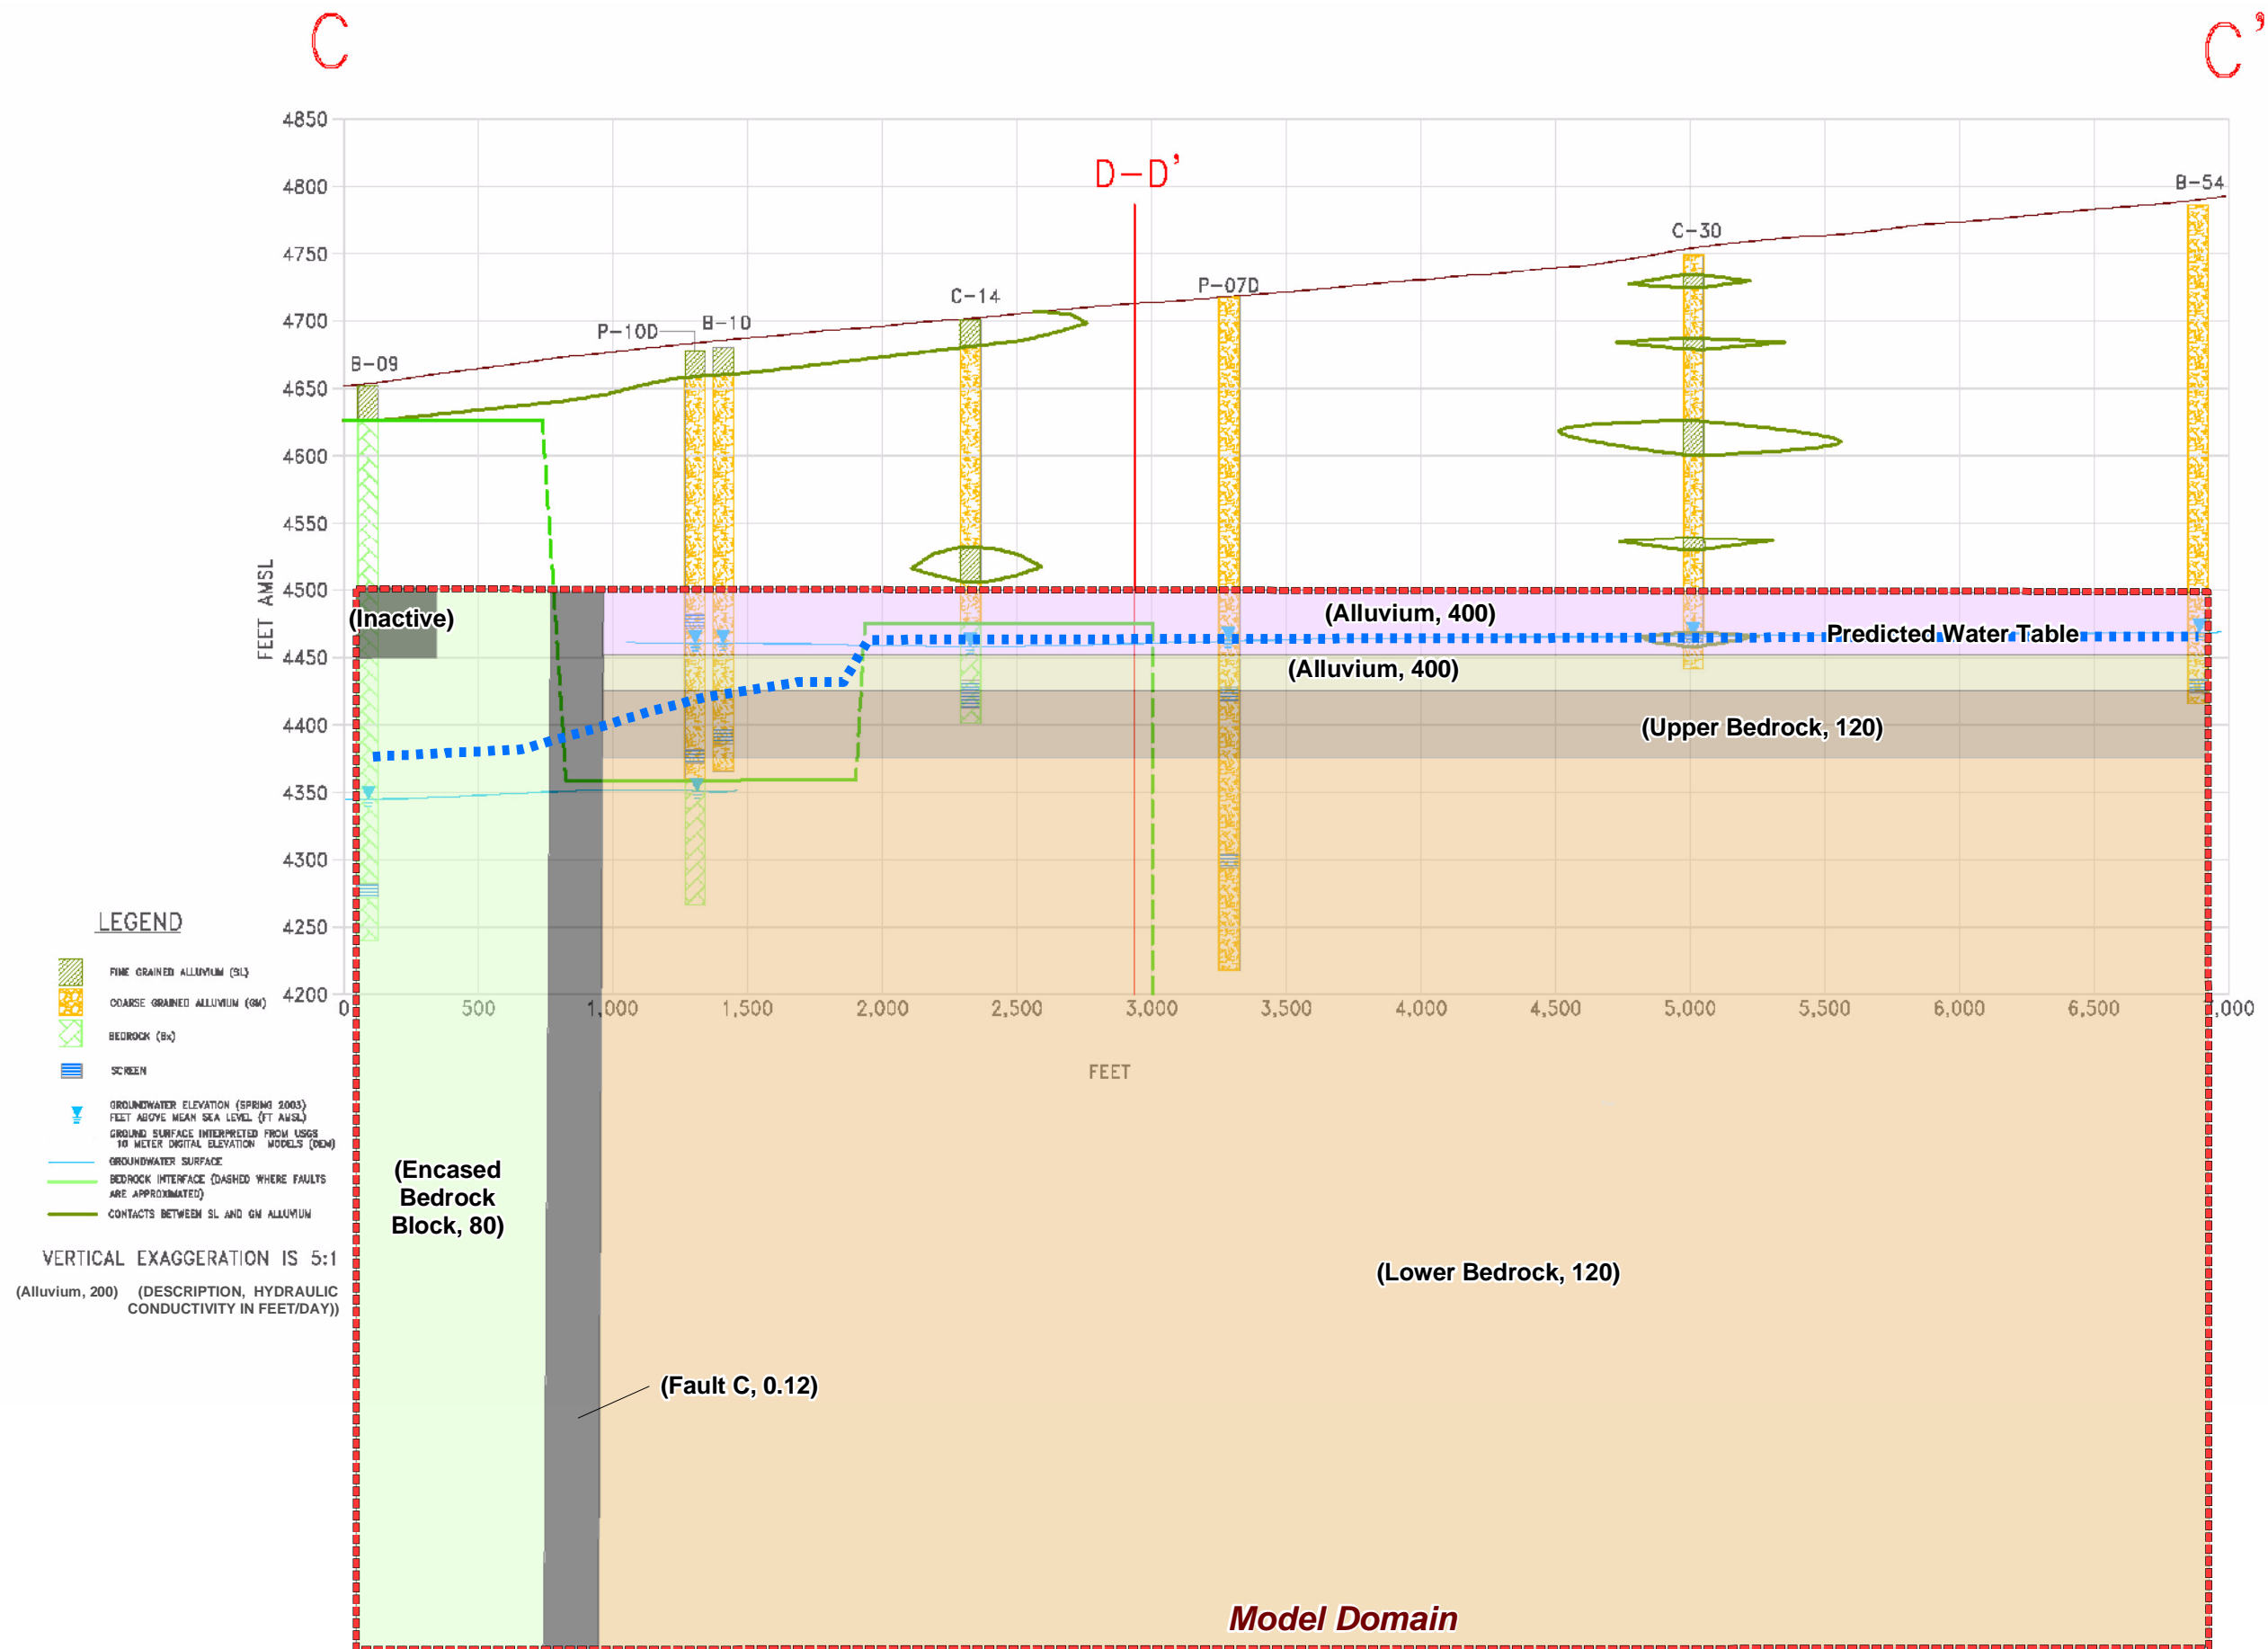 C
C'
4850
4800
D-D'
B-54
4750
C-30
4700
P-07D
C-14
P-10D
B-10
4650
B-09
4600
4550
FEET AMSL
4500
(Inactive)
(Alluvium, 400)
Predicted Water Table
4450
(Alluvium, 400)
4400
(Upper Bedrock, 120)
4350
4300
4250
4200
0 500 1,000 1,500 2,000 2,500 3,000 3,500 4,000 4,500 5,000 5,500 6,000 6,500 ,000
FEET
LEGEND
FINE GRAINED ALLUVIUM (SL)
COARSE GRAINED ALLUVIUM (GM)
BEDROCK (Bx)
SCREEN
GROUNDWATER ELEVATION (SPRING 2003)
FEET ABOVE MEAN SEA LEVEL (FT AMSL)
GROUND SURFACE INTERPRETED FROM USGS
10 METER DIGITAL ELEVATION MODELS (DEM)
GROUNDWATER SURFACE
BEDROCK INTERFACE (DASHED WHERE FAULTS
ARE APPROXIMATED)
CONTACTS BETWEEN SL AND GM ALLUVIUM
VERTICAL EXAGGERATION IS 5:1
(Alluvium, 200) (DESCRIPTION, HYDRAULIC
CONDUCTIVITY IN FEET/DAY))
(Encased
Bedrock
Block, 80)
(Lower Bedrock, 120)
(Fault C, 0.12)
Model Domain